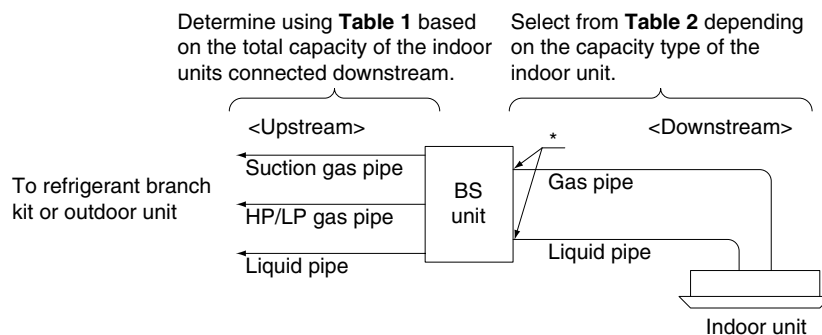 Determine using Table 1 based
on the total capacity of the indoor
units connected downstream.
Select from Table 2 depending
on the capacity type of the
indoor unit.
<Upstream>
*
<Downstream>
To refrigerant branch
kit or outdoor unit
Suction gas pipe
HP/LP gas pipe
Liquid pipe
BS
unit
Gas pipe
Liquid pipe
Indoor unit